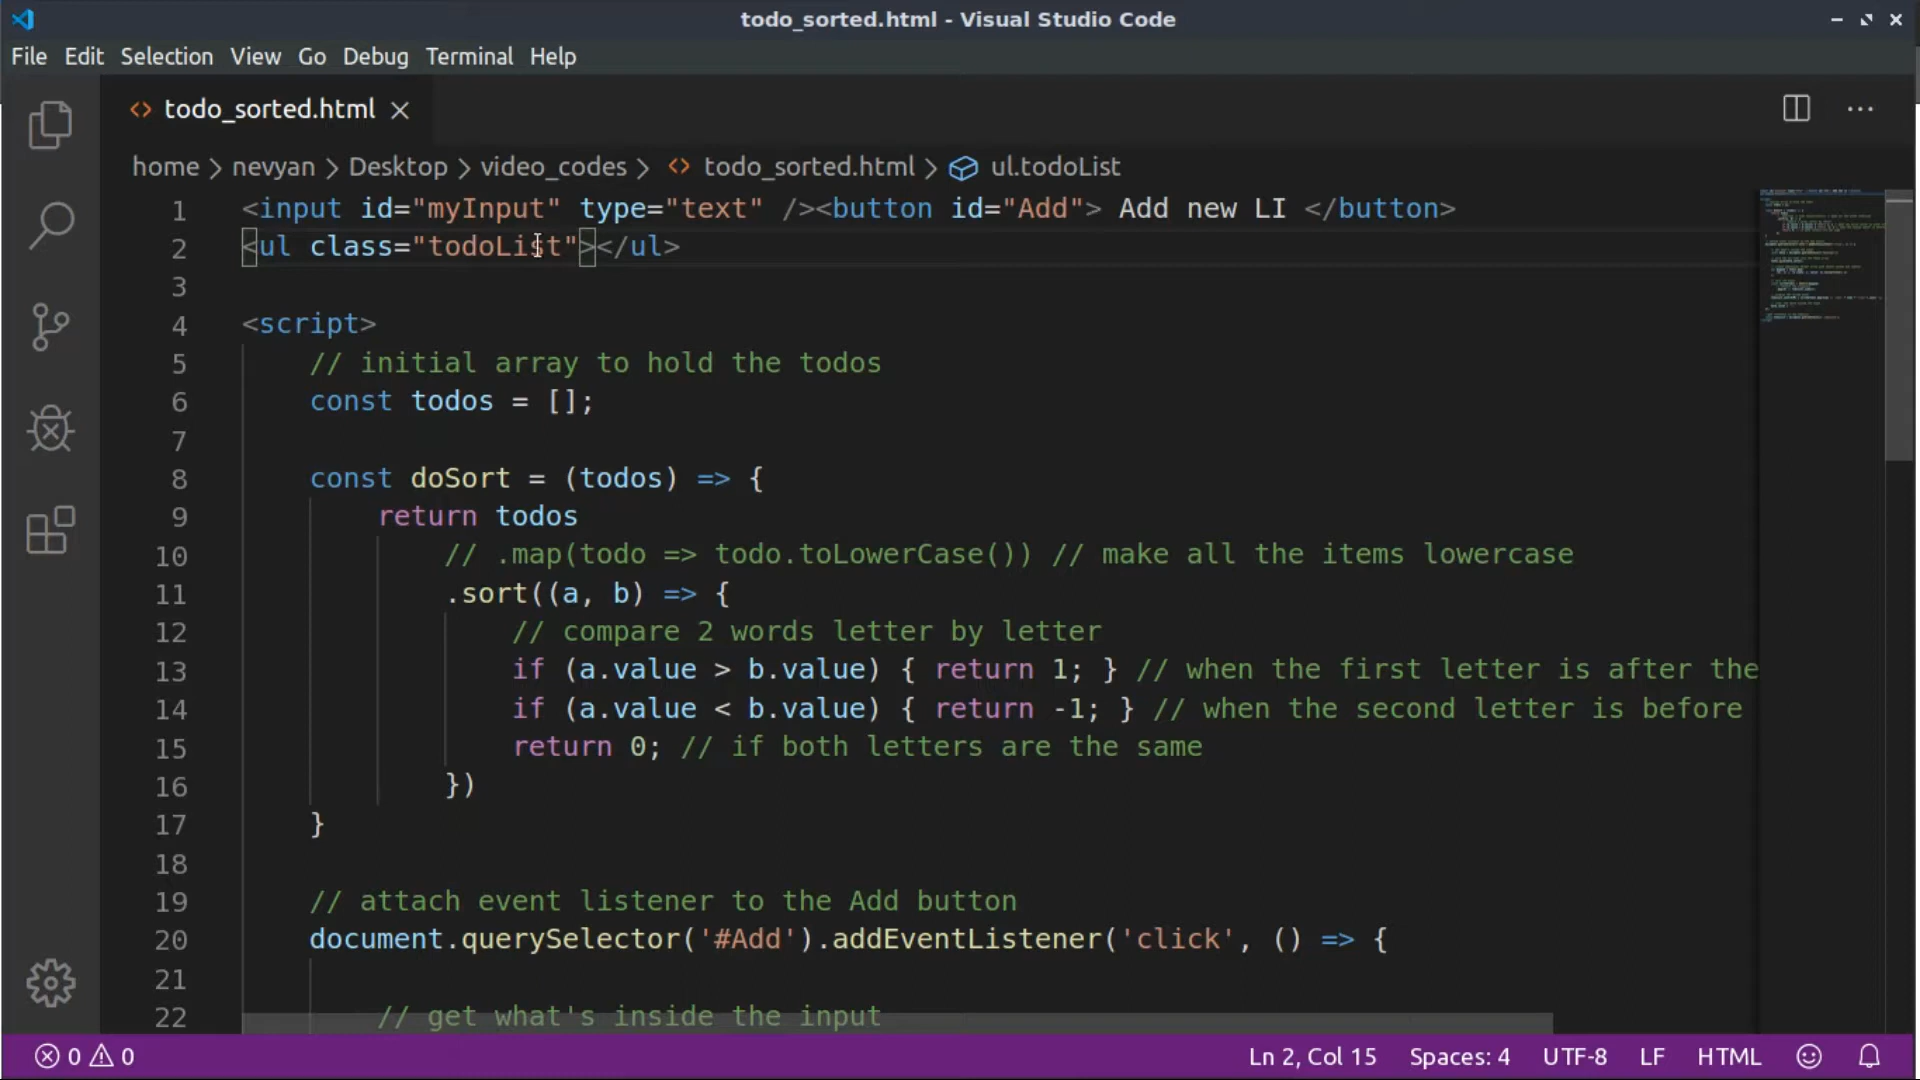 todo_sorted.html - Visual Studio Code
File Edit Selection View Go Debug Terminal Help
<> todo_sorted.html
home > nevyan > Desktop > video_codes > <> todo_sorted.html > ul.todoList
1 <input id="myInput" type="text" /><button id="Add"> Add new LI </button>
2 <ul class="todoList"></ul>
3
4 <script>
5 // initial array to hold the todos
6 const todos = [];
7
8 const doSort = (todos) => {
9 return todos
10 // .map(todo => todo.toLowerCase()) // make all the items lowercase
11 .sort((a, b) => {
12 // compare 2 words letter by letter
13 if (a.value > b.value) { return 1; } // when the first letter is after the
14 if (a.value < b.value) { return -1; } // when the second letter is before
15 return 0; // if both letters are the same
16 })
17 }
18
19 // attach event listener to the Add button
20 document.querySelector('#Add').addEventListener('click', () => {
21
22 // get what's inside the input
0 0 Ln 2, Col 15 Spaces: 4 UTF-8 LF HTML